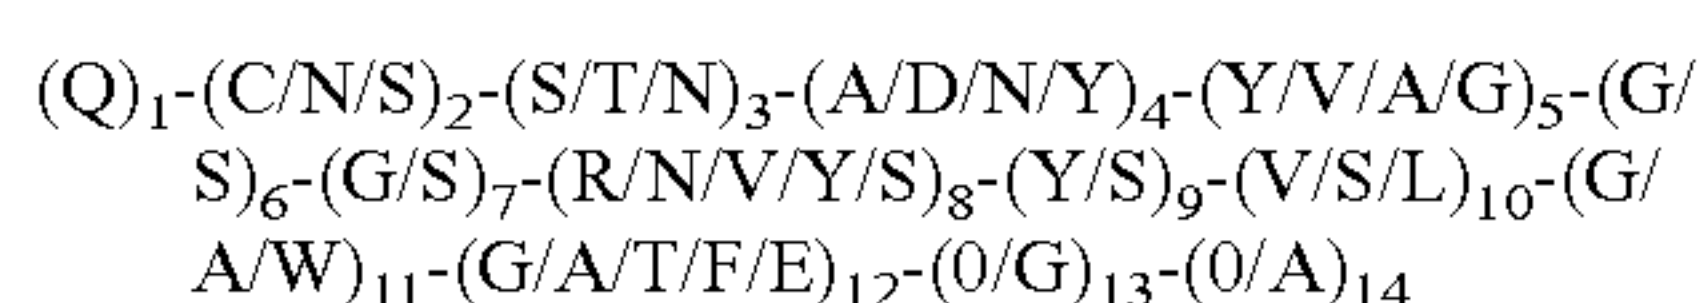 (Q)₁-(C/N/S)₂-(S/T/N)₃-(A/D/N/Y)₄-(Y/V/A/G)₅-(G/
S)₆-(G/S)₇-(R/N/V/Y/S)₈-(Y/S)₉-(V/S/L)₁₀-(G/
A/W)₁₁-(G/A/T/F/E)₁₂-(0/G)₁₃-(0/A)₁₄